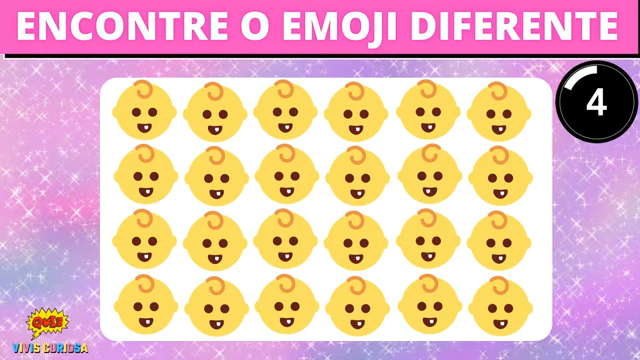 ENCONTRE O EMOJI DIFERENTE
4
QUIZ
VIVIS CURIOSA